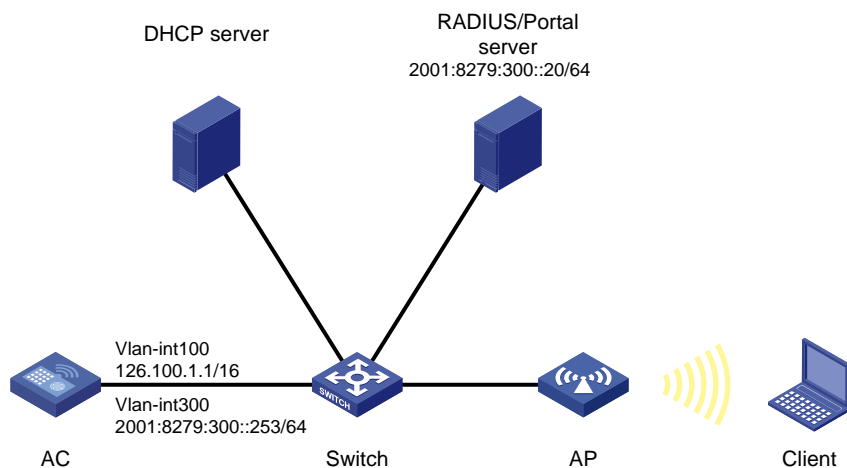 DHCP server
RADIUS/Portal
server
2001:8279:300::20/64
Vlan-int100
126.100.1.1/16
Vlan-int300
2001:8279:300::253/64
SWITCH
AC
Switch
AP
Client